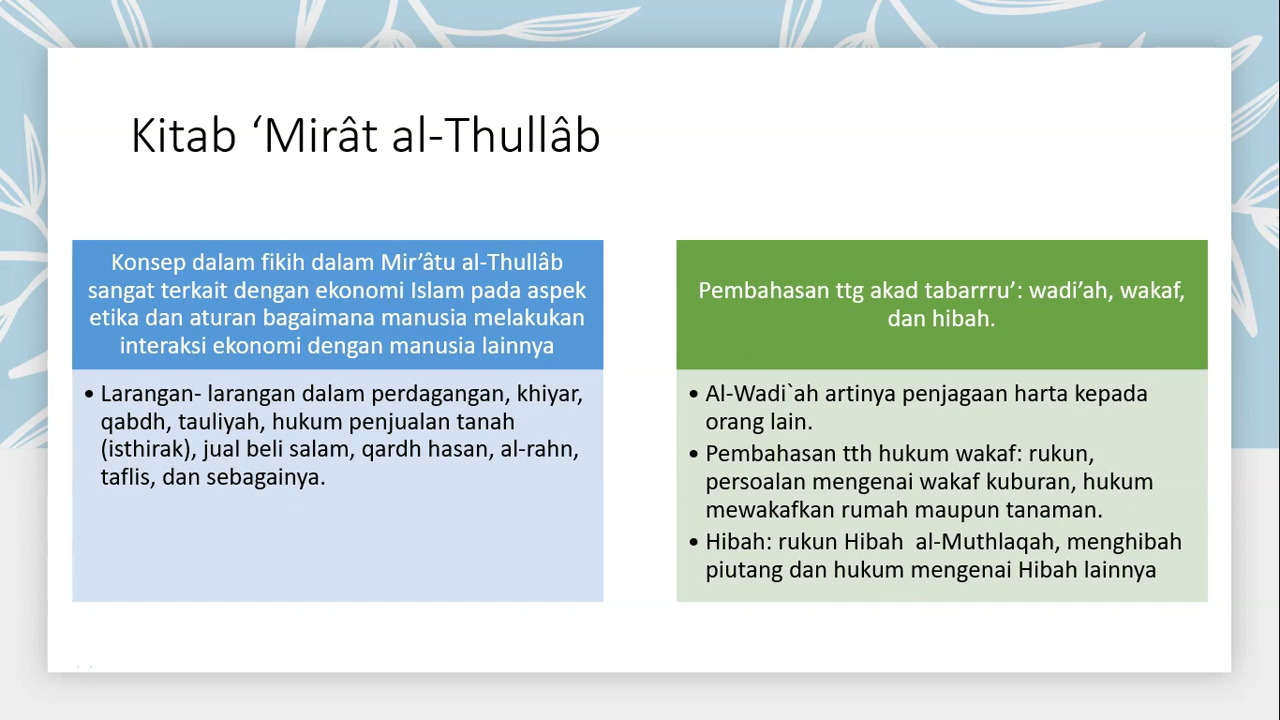 Kitab ‘Mirât al-Thullâb
Konsep dalam fikih dalam Mir’âtu al-Thullâb
sangat terkait dengan ekonomi Islam pada aspek
etika dan aturan bagaimana manusia melakukan
interaksi ekonomi dengan manusia lainnya
• Larangan- larangan dalam perdagangan, khiyar,
qabdh, tauliyah, hukum penjualan tanah
(isthirak), jual beli salam, qardh hasan, al-rahn,
taflis, dan sebagainya.
Pembahasan ttg akad tabarrru’: wadi’ah, wakaf,
dan hibah.
• Al-Wadi`ah artinya penjagaan harta kepada
orang lain.
• Pembahasan tth hukum wakaf: rukun,
persoalan mengenai wakaf kuburan, hukum
mewakafkan rumah maupun tanaman.
• Hibah: rukun Hibah  al-Muthlaqah, menghibah
piutang dan hukum mengenai Hibah lainnya